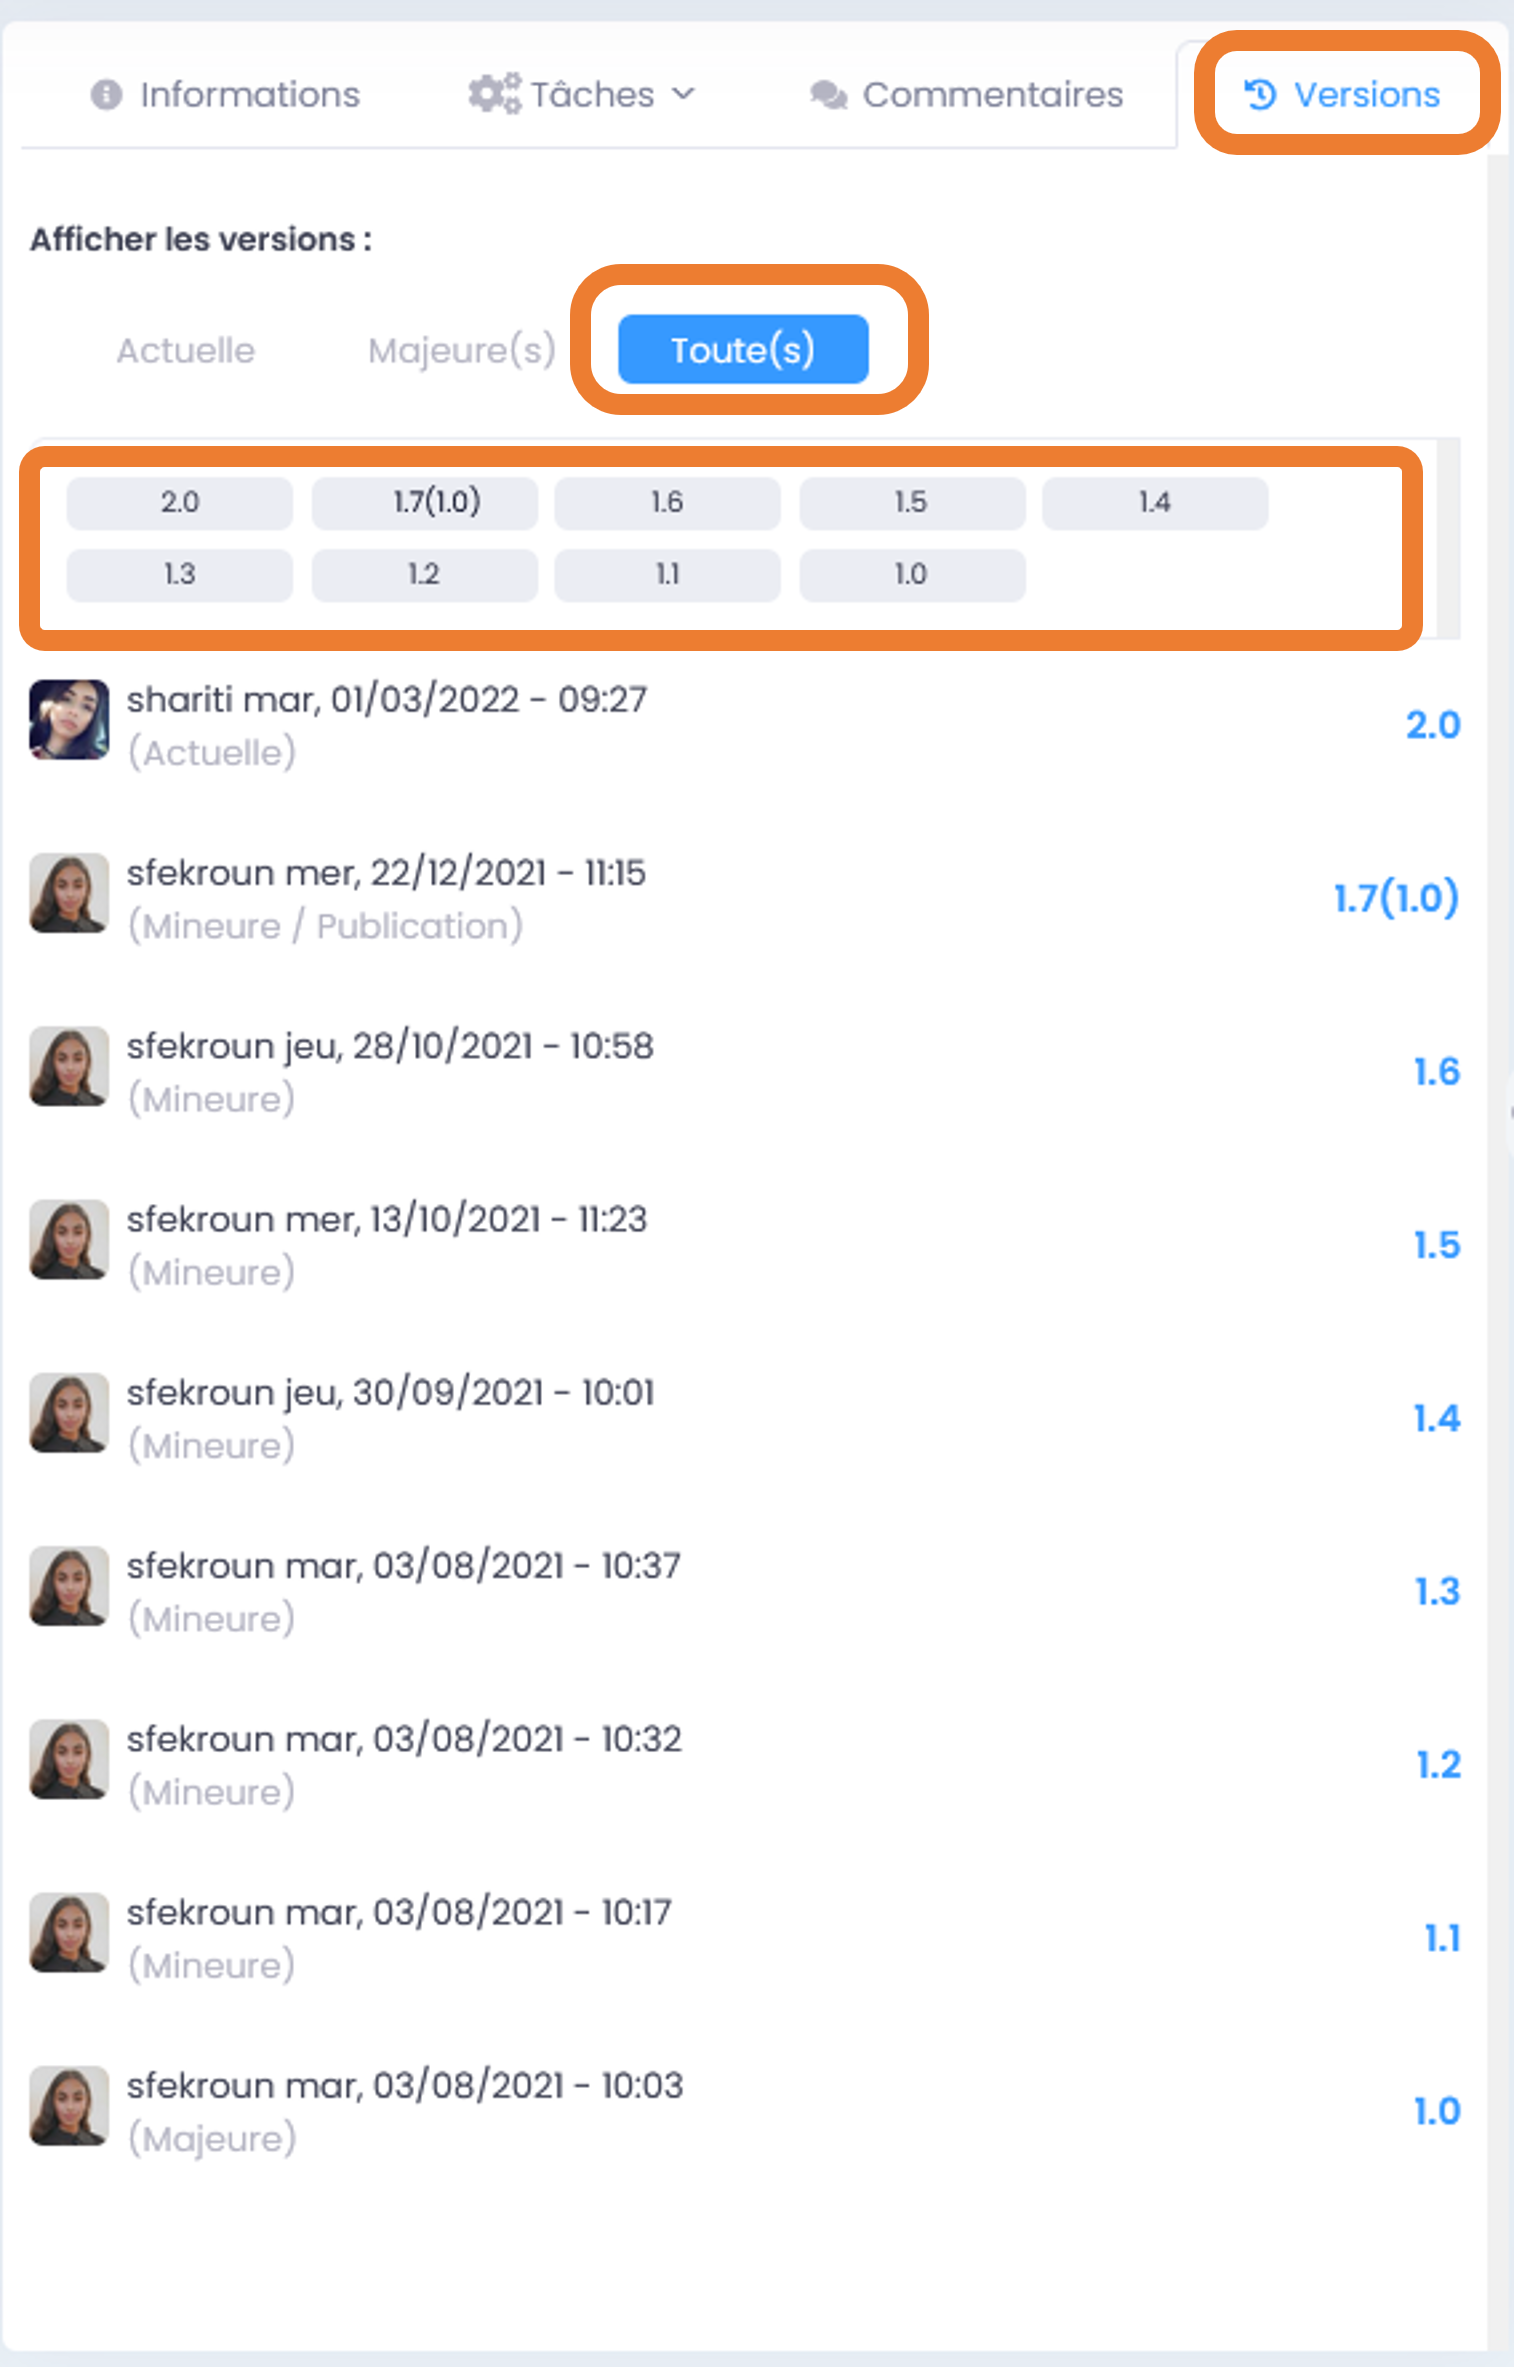 Informations Tâches Commentaires Versions
Afficher les versions :
Actuelle Majeure(s) Toute(s)
2.0 1.7(1.0) 1.6 1.5 1.4
1.3 1.2 1.1 1.0
shariti mar, 01/03/2022 - 09:27
(Actuelle)
2.0
sfekroun mer, 22/12/2021 - 11:15
(Mineure / Publication)
1.7(1.0)
sfekroun jeu, 28/10/2021 - 10:58
(Mineure)
1.6
sfekroun mer, 13/10/2021 - 11:23
(Mineure)
1.5
sfekroun jeu, 30/09/2021 - 10:01
(Mineure)
1.4
sfekroun mar, 03/08/2021 - 10:37
(Mineure)
1.3
sfekroun mar, 03/08/2021 - 10:32
(Mineure)
1.2
sfekroun mar, 03/08/2021 - 10:17
(Mineure)
1.1
sfekroun mar, 03/08/2021 - 10:03
(Majeure)
1.0